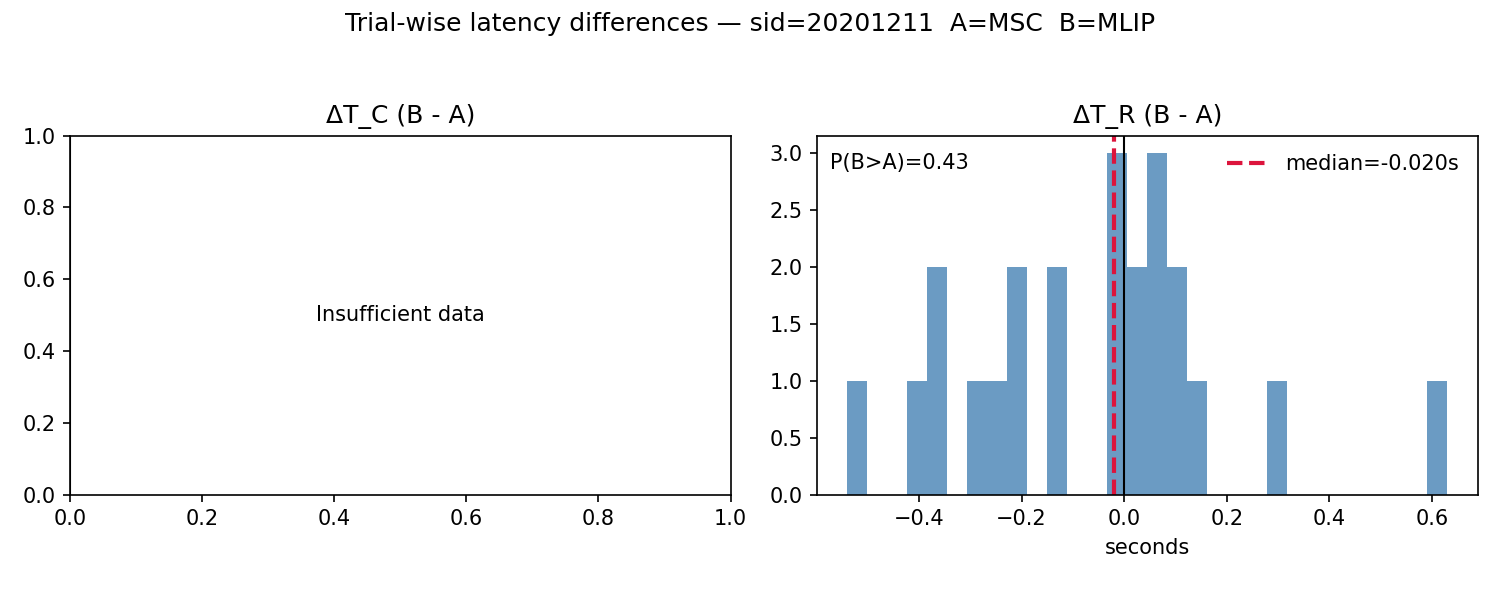 Trial-wise latency differences — sid=20201211  A=MSC  B=MLIP
ΔT_C (B - A)
1.0
0.8
0.6
0.4
0.2
0.0
Insufficient data
0.0 0.2 0.4 0.6 0.8 1.0
ΔT_R (B - A)
3.0
2.5
2.0
1.5
1.0
0.5
0.0
P(B>A)=0.43
median=-0.020s
−0.4 −0.2 0.0 0.2 0.4 0.6
seconds